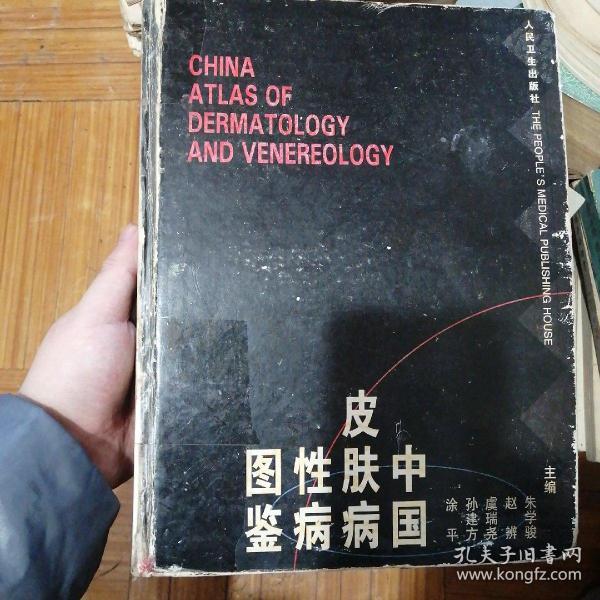 CHINA
ATLAS OF
DERMATOLOGY
AND VENEREOLOGY
人民卫生出版社 THE PEOPLE'S MEDICAL PUBLISHING HOUSE
中国
皮肤病
性病
图鉴
主编
朱学骏
赵辨
虞瑞尧
孙建方
涂平
孔夫子旧书网
www.kongfz.com